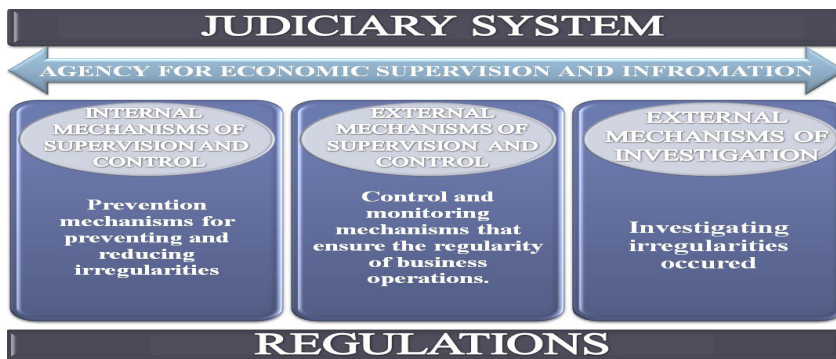 JUDICIARY SYSTEM
AGENCY FOR ECONOMIC SUPERVISION AND INFROMATION
INTERNAL
MECHANISMS OF
SUPERVISION AND
CONTROL
Prevention
mechanisms for
preventing and
reducing
irregularities
EXTERNAL
MECHANISMS OF
SUPERVISION AND
CONTROL
Control and
monitoring
mechanisms that
ensure the regularity
of business
operations.
EXTERNAL
MECHANISMS OF
INVESTIGATION
Investigating
irregularities
occured
REGULATIONS